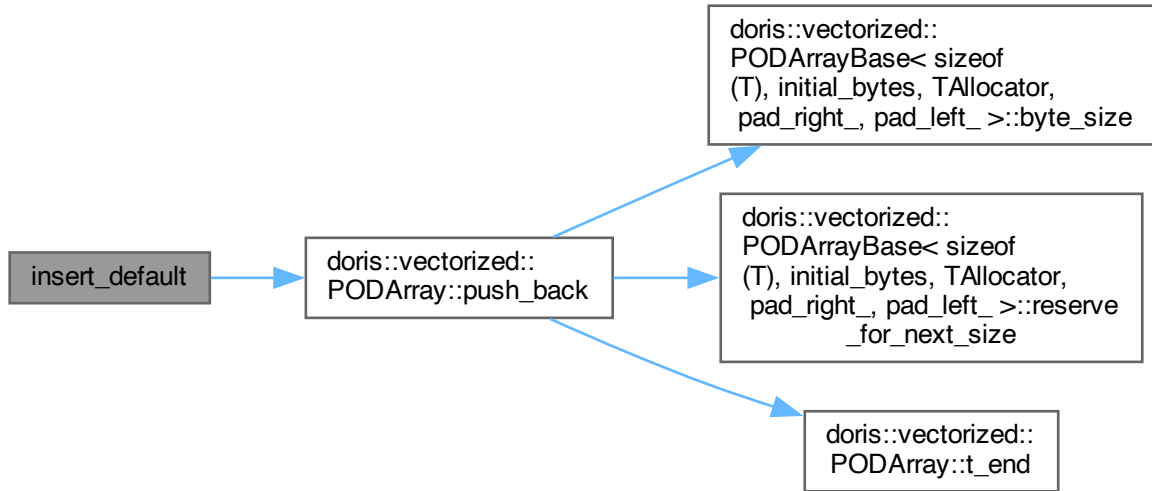 insert_default
doris::vectorized::
PODArray::push_back
doris::vectorized::
PODArrayBase< sizeof
(T), initial_bytes, TAllocator,
pad_right_, pad_left_ >::byte_size
doris::vectorized::
PODArrayBase< sizeof
(T), initial_bytes, TAllocator,
pad_right_, pad_left_ >::reserve
_for_next_size
doris::vectorized::
PODArray::t_end